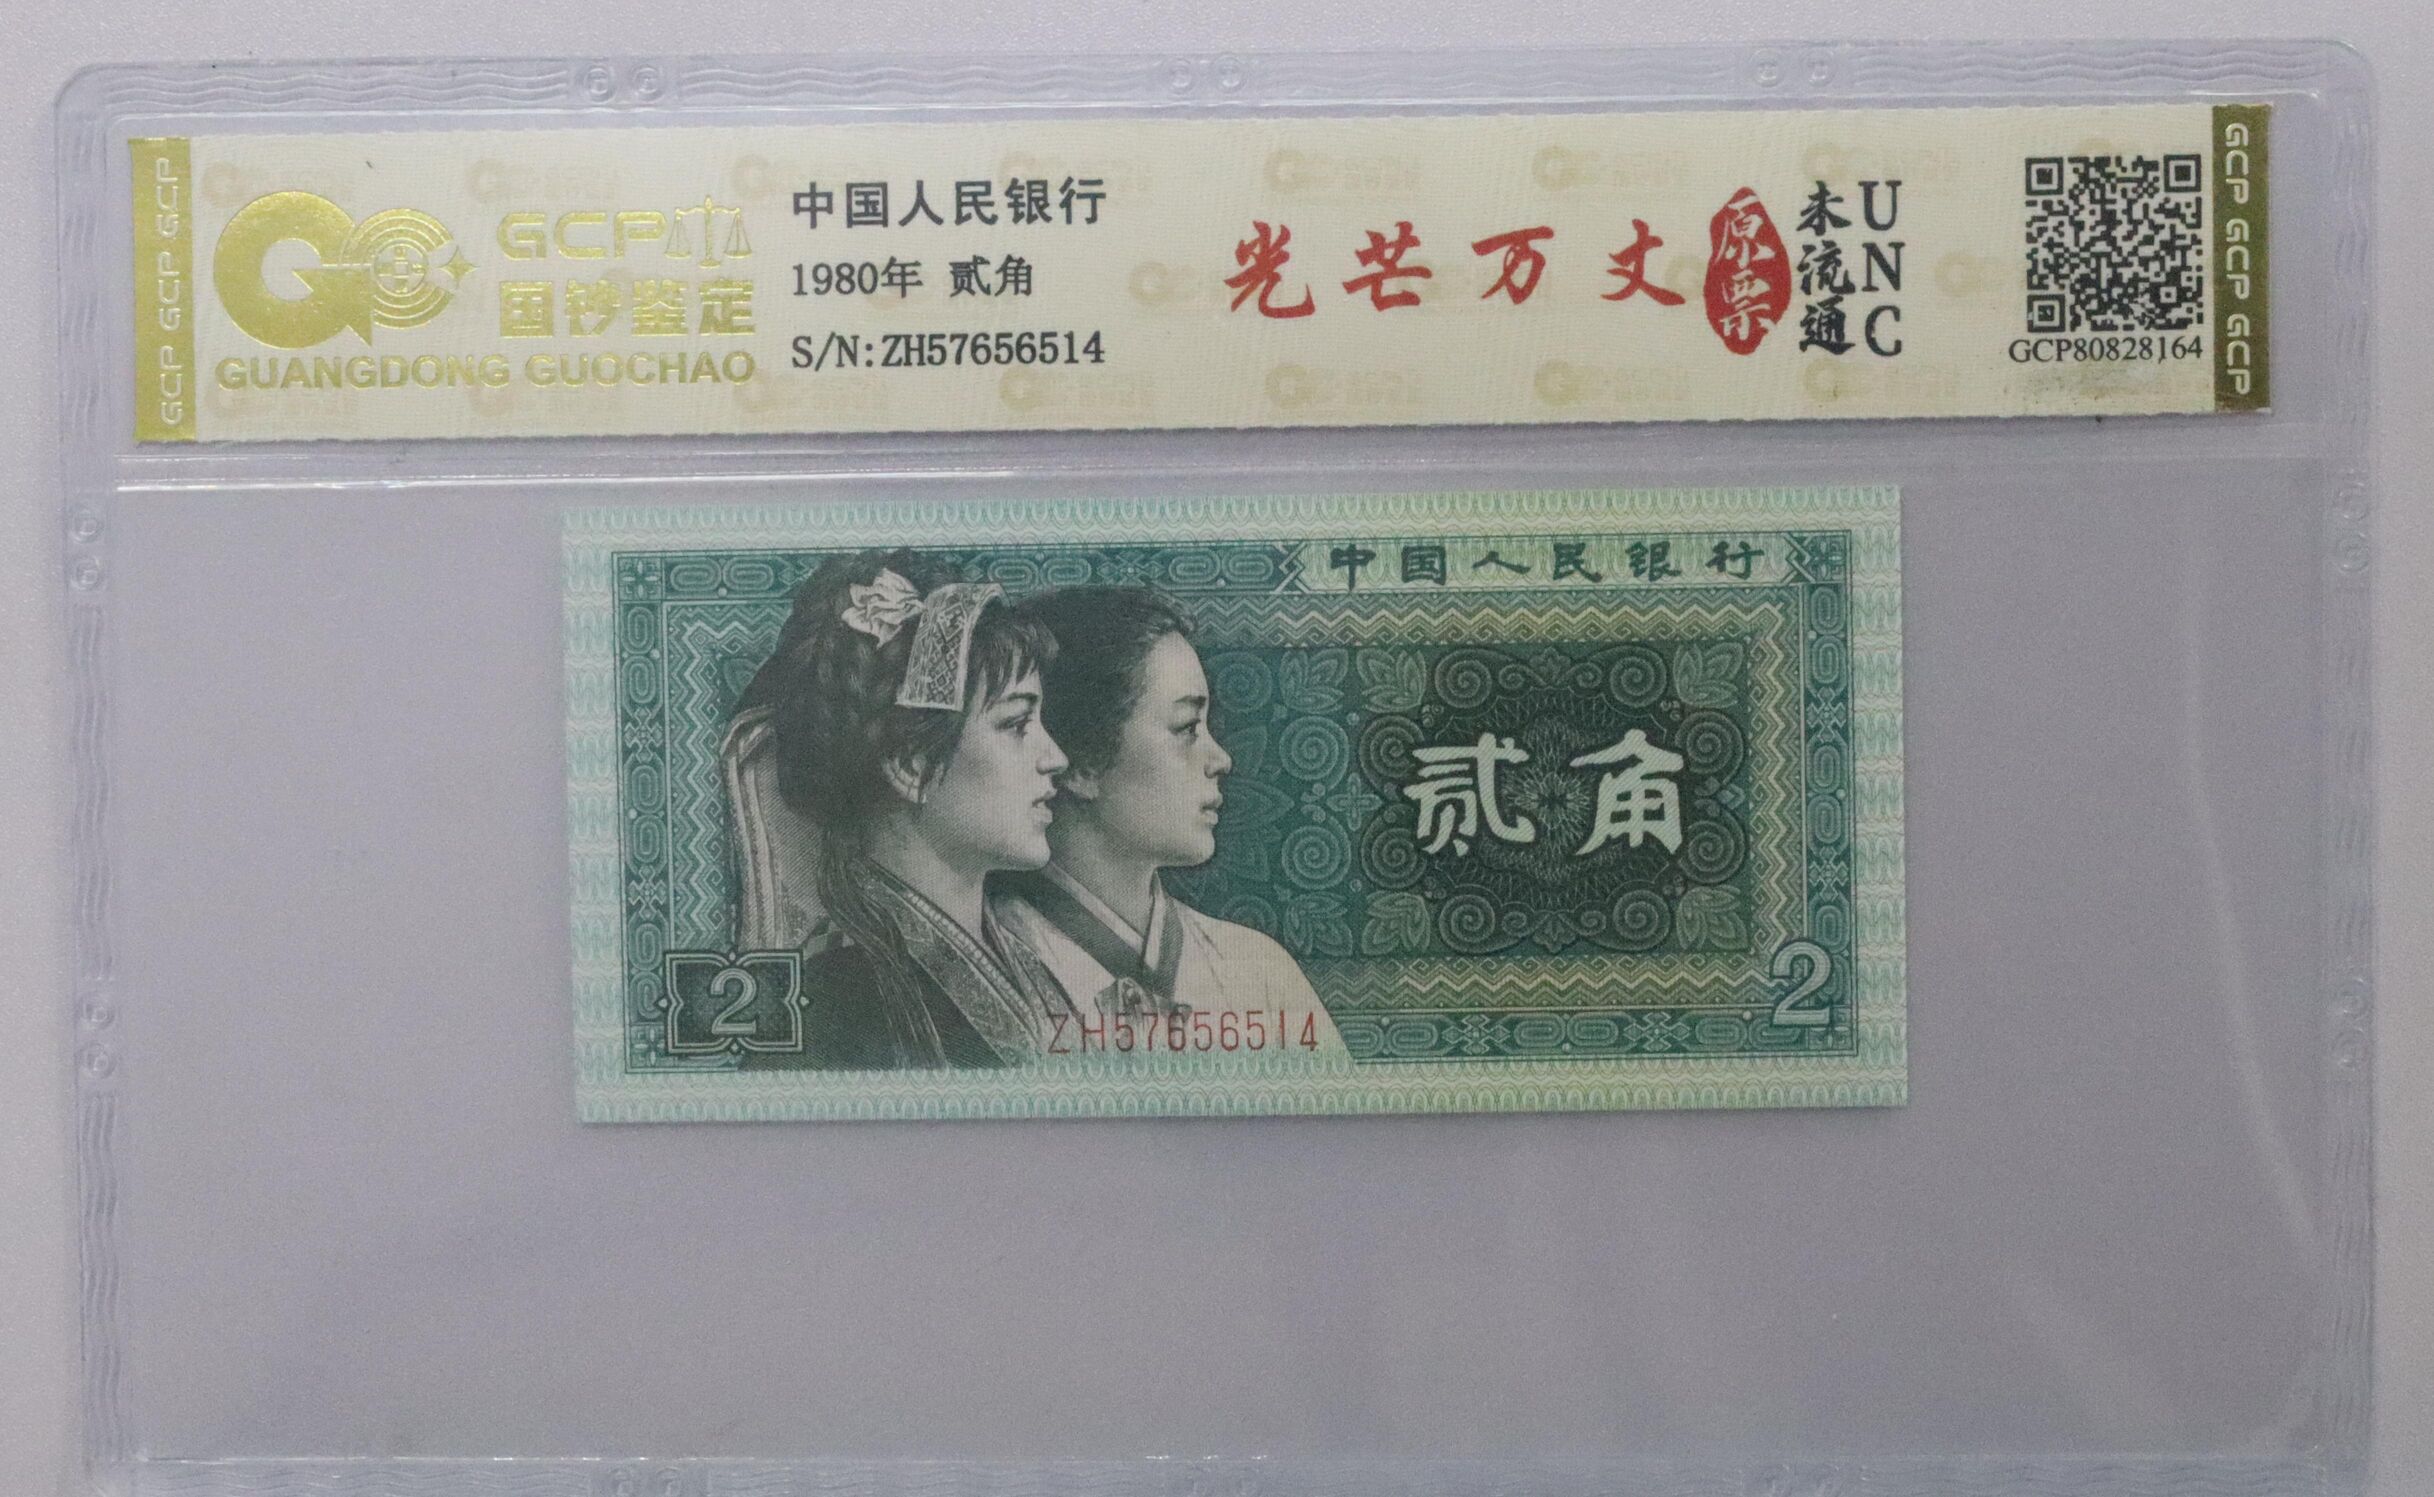 GCP
国钞鉴定
GUANGDONG GUOCHAO
中国人民银行
1980年 贰角
S/N:ZH57656514
光芒万丈
原票
未流通
UNC
GCP80828164
GCP GCP GCP
GCP GCP GCP
中国人民银行
贰角
2
2
ZH57656514